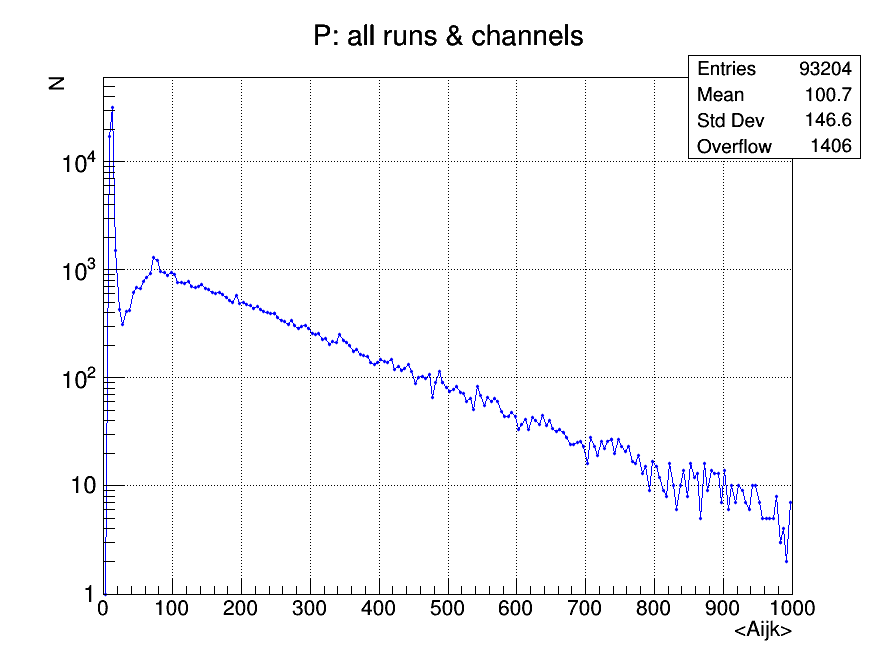 P: all runs & channels
Entries 93204
Mean 100.7
Std Dev 146.6
Overflow 1406
N
10^4
10^3
10^2
10
1
0 100 200 300 400 500 600 700 800 900 1000
<Aijk>